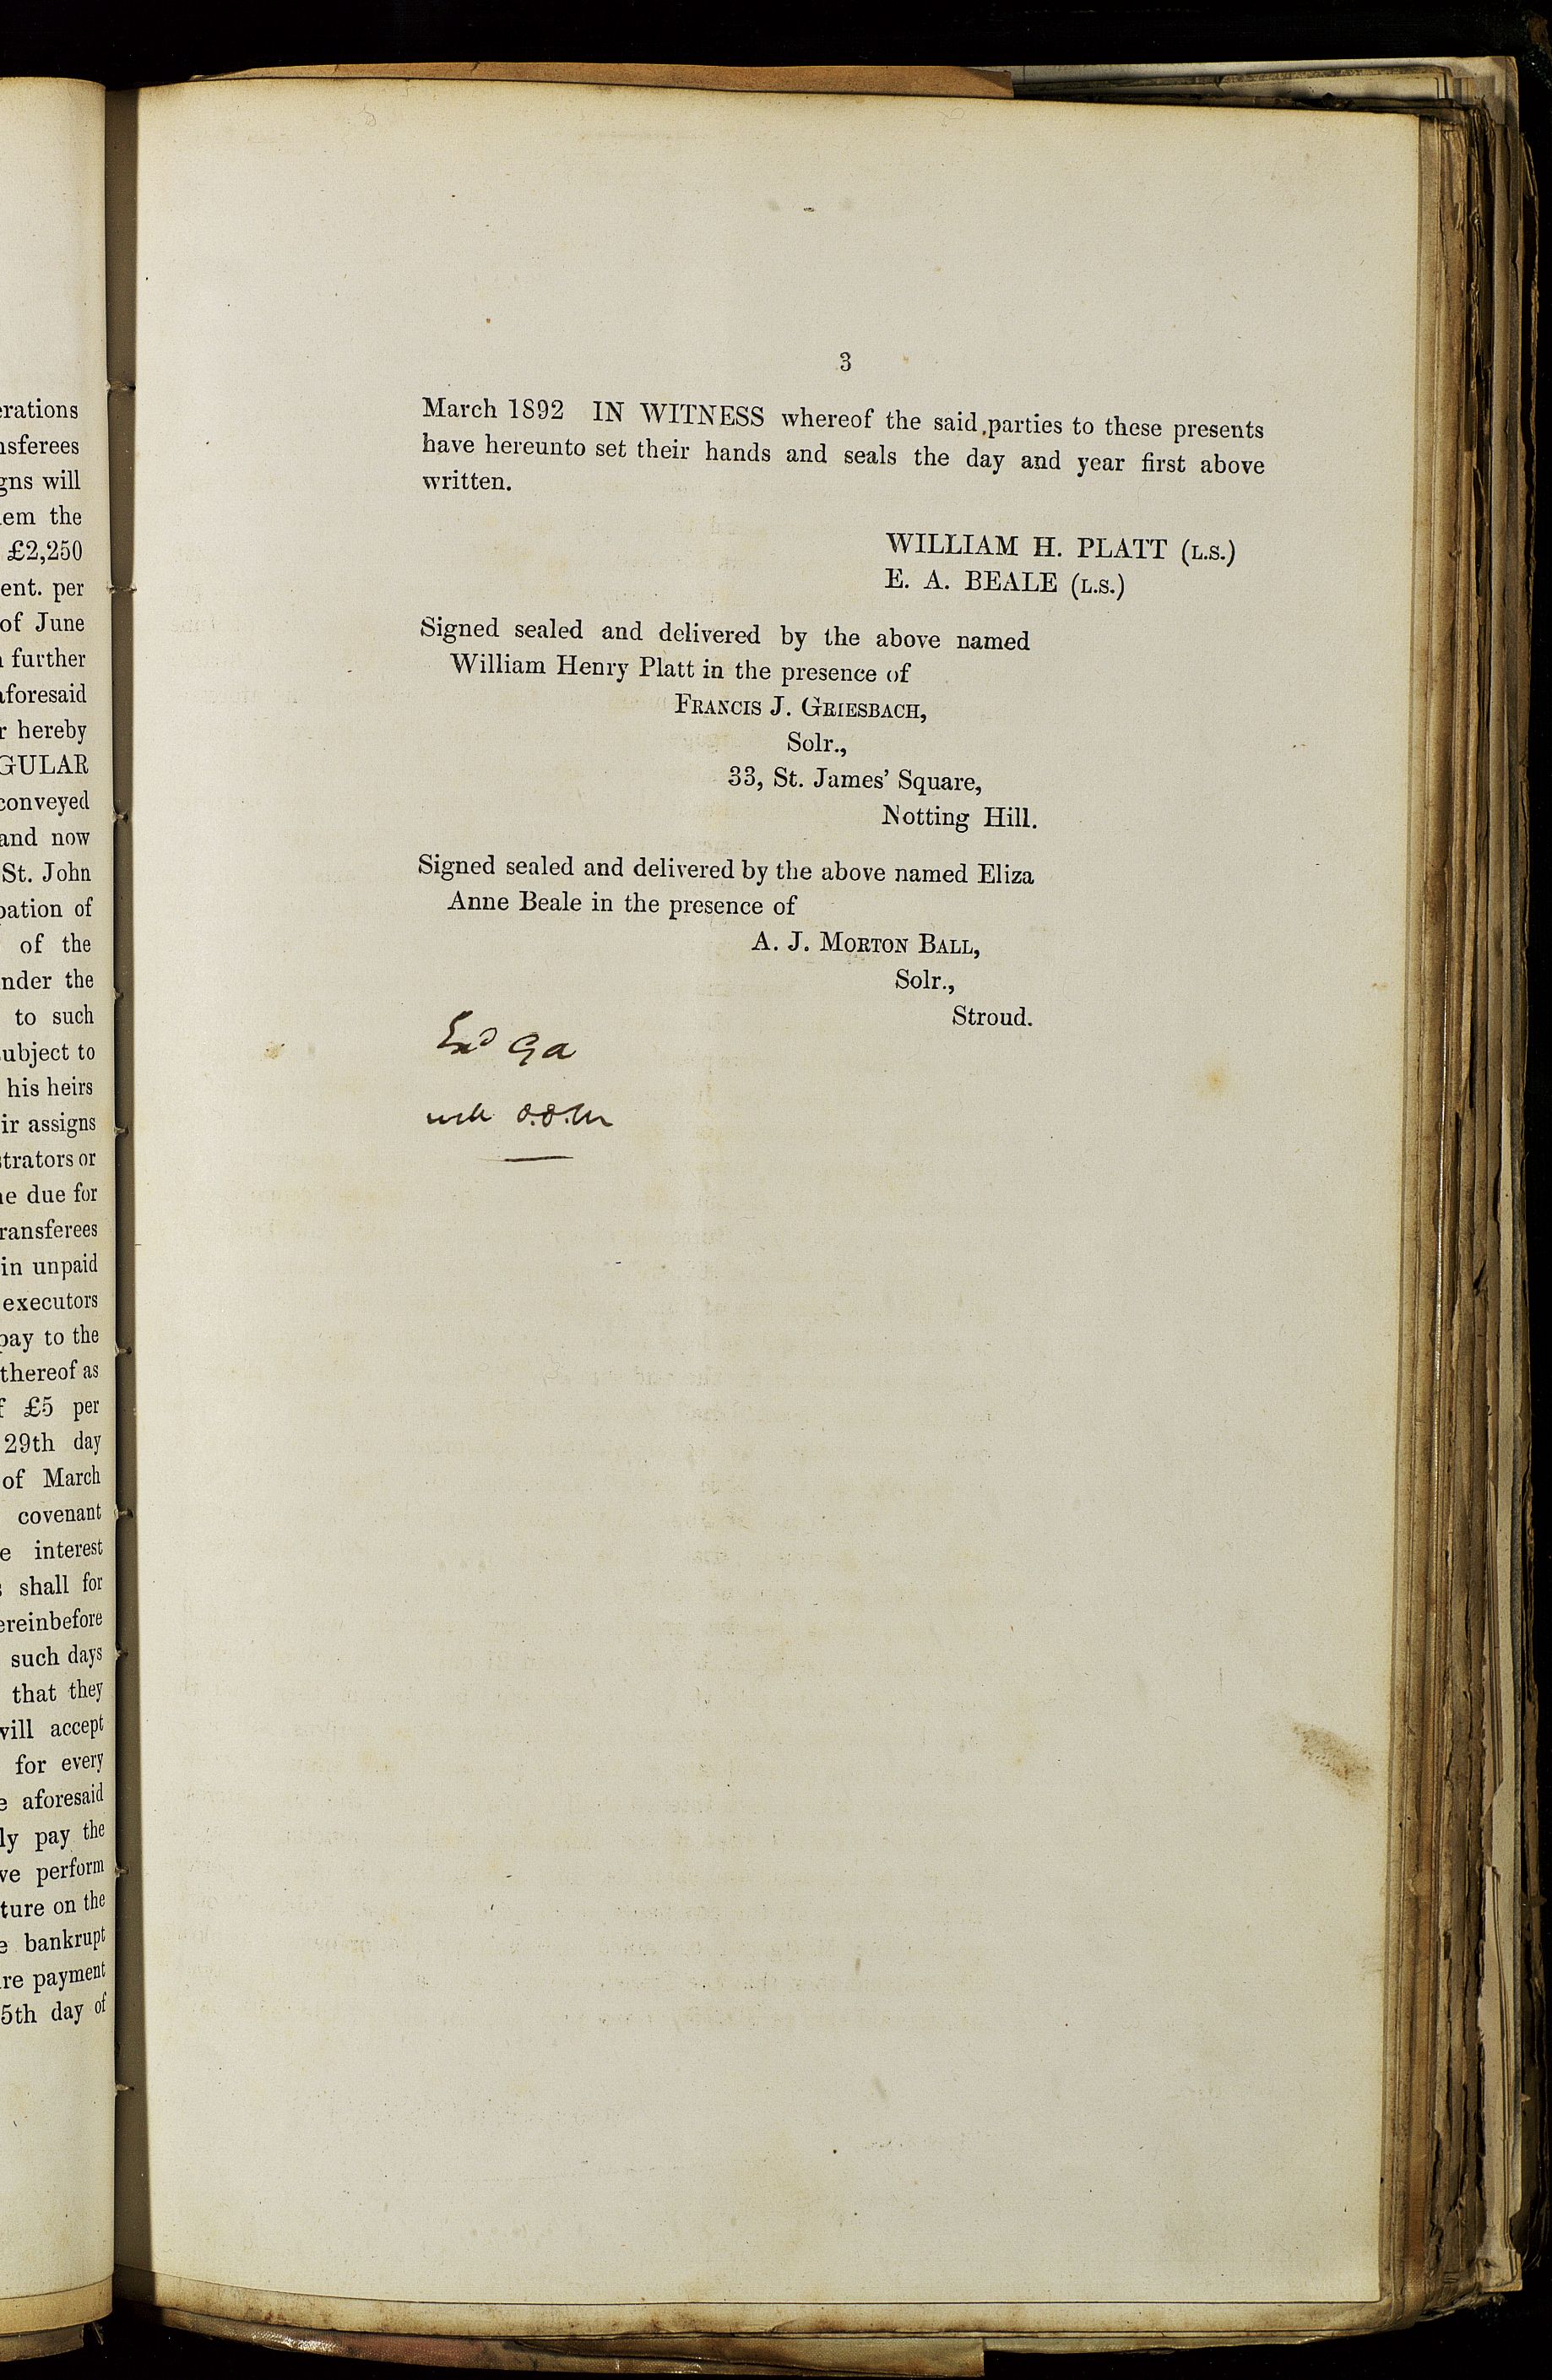 erations
nsferees
gns will
em the
£2,250
ent. per
of June
further
aforesaid
r hereby
GULAR
conveyed
and now
St. John
pation of
of the
nder the
to such
subject to
his heirs
ir assigns
strators or
e due for
ransferees
in unpaid
executors
pay to the
thereof as
f £5 per
29th day
of March
covenant
e interest
shall for
ereinbefore
such days
that they
will accept
for every
e aforesaid
ly pay the
ve perform
ture on the
e bankrupt
re payment
5th day of
3
March 1892 IN WITNESS whereof the said parties to these presents
have hereunto set their hands and seals the day and year first above
written.
WILLIAM H. PLATT (L.S.)
E. A. BEALE (L.S.)
Signed sealed and delivered by the above named
William Henry Platt in the presence of
FRANCIS J. GRIESBACH,
Solr.,
33, St. James' Square,
Notting Hill.
Signed sealed and delivered by the above named Eliza
Anne Beale in the presence of
A. J. MORTON BALL,
Solr.,
Stroud.